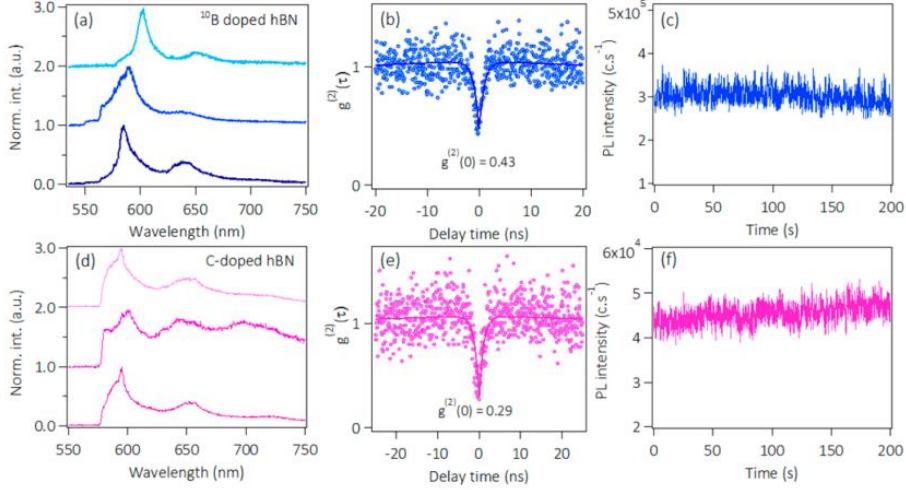 (a)
¹⁰B doped hBN
3.0
2.0
1.0
0.0
Norm. int. (a.u.)
550 600 650 700 750
Wavelength (nm)
(b)
1
0
g⁽²⁾(τ)
g⁽²⁾(0) = 0.43
-20 -10 0 10 20
Delay time (ns)
(c)
5x10⁵
4
3
2
1
PL intensity (c.s⁻¹)
0 50 100 150 200
Time (s)
(d)
C-doped hBN
3.0
2.0
1.0
0.0
Norm. int. (a.u.)
550 600 650 700 750
Wavelength (nm)
(e)
1
0
g⁽²⁾(τ)
g⁽²⁾(0) = 0.29
-20 -10 0 10 20
Delay time (ns)
(f)
6x10⁴
5
4
3
2
PL intensity (c.s⁻¹)
0 50 100 150 200
Time (s)